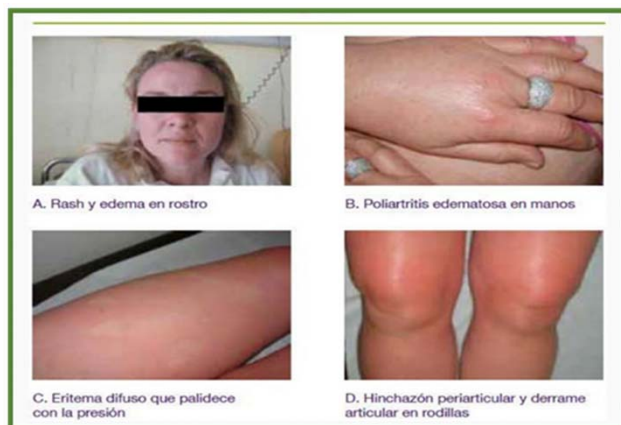 A. Rash y edema en rostro
B. Poliartritis edematosa en manos
C. Eritema difuso que palidece
con la presión
D. Hinchazón periarticular y derrame
articular en rodillas